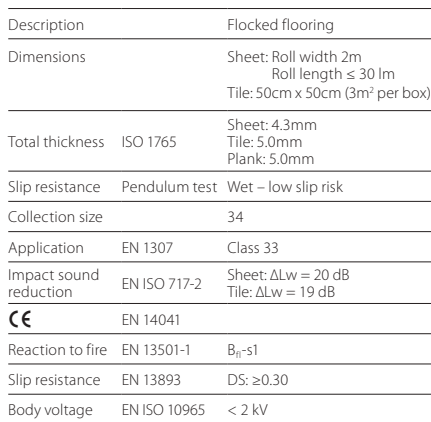 Description Flocked flooring
Dimensions Sheet: Roll width 2m
Roll length ≤ 30 lm
Tile: 50cm x 50cm (3m² per box)
Total thickness ISO 1765 Sheet: 4.3mm
Tile: 5.0mm
Plank: 5.0mm
Slip resistance Pendulum test Wet – low slip risk
Collection size 34
Application EN 1307 Class 33
Impact sound reduction EN ISO 717-2 Sheet: ΔLw = 20 dB
Tile: ΔLw = 19 dB
CE EN 14041
Reaction to fire EN 13501-1 Bfl-s1
Slip resistance EN 13893 DS: ≥0.30
Body voltage EN ISO 10965 < 2 kV